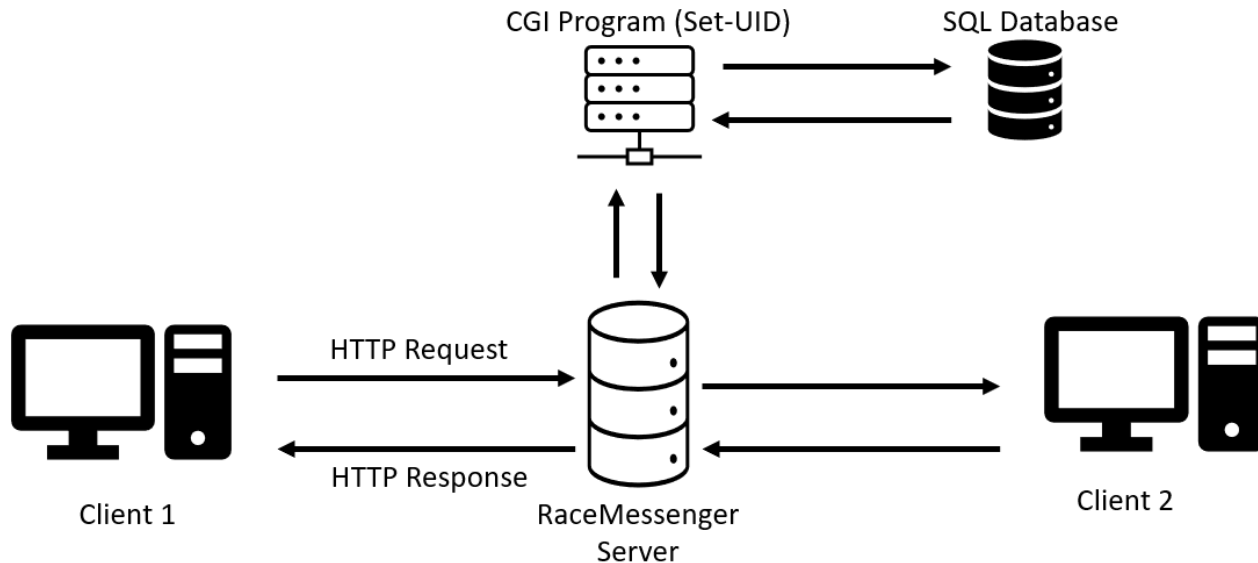 CGI Program (Set-UID)
SQL Database
HTTP Request
HTTP Response
Client 1
RaceMessenger
Server
Client 2